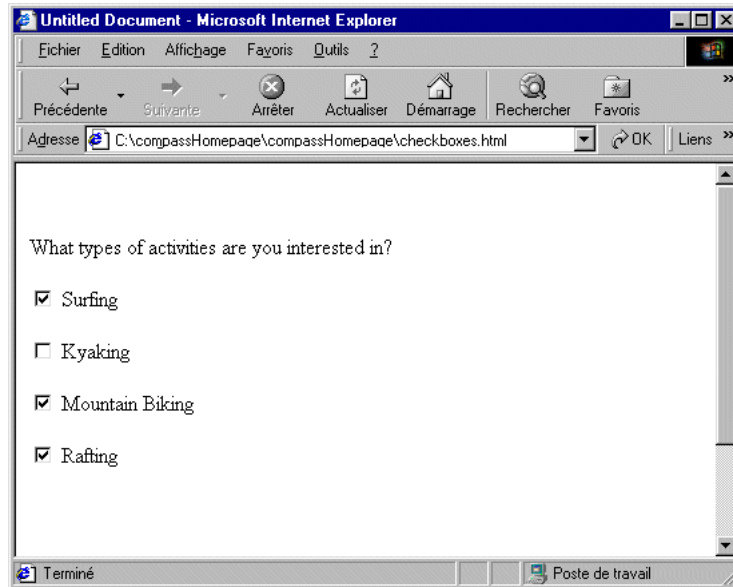 Untitled Document - Microsoft Internet Explorer
Fichier Edition Affichage Favoris Outils ?
Précédente Suivante Arrêter Actualiser Démarrage Rechercher Favoris »
Adresse C:\compassHomepage\compassHomepage\checkboxes.html OK Liens »
What types of activities are you interested in?
Surfing
Kyaking
Mountain Biking
Rafting
Terminé Poste de travail